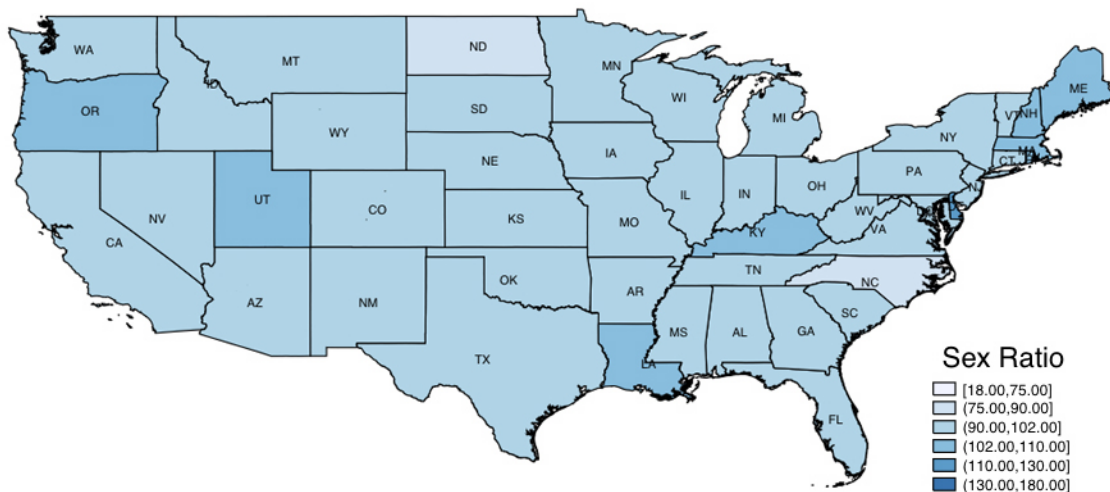 WA
ND
MT
MN
ME
ID
OR
SD
WI
VT
NH
WY
MI
NY
MA
CT
NE
IA
PA
NJ
UT
CO
IL
IN
OH
NV
KS
MO
WV
VA
CA
KY
TN
NC
OK
AZ
NM
AR
SC
MS
AL
GA
TX
LA
FL
Sex Ratio
[18.00,75.00]
(75.00,90.00]
(90.00,102.00]
(102.00,110.00]
(110.00,130.00]
(130.00,180.00]